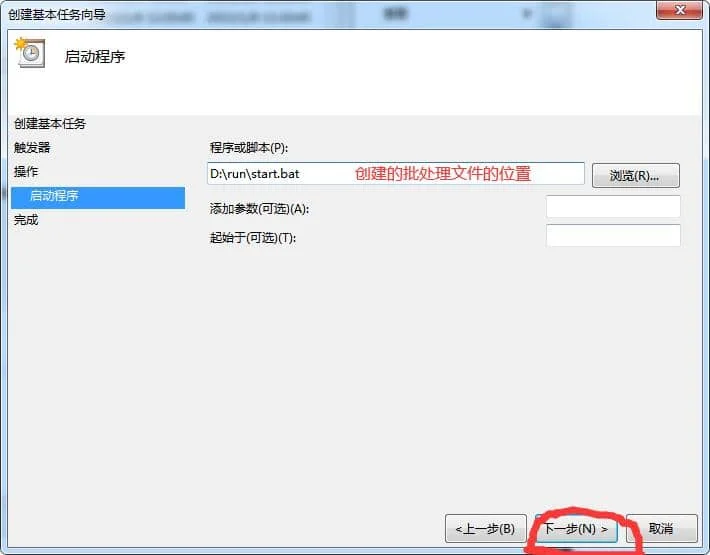 创建基本任务向导
启动程序
创建基本任务
触发器
操作
启动程序
完成
程序或脚本(P):
D:\run\start.bat 创建的批处理文件的位置
浏览(R)...
添加参数(可选)(A):
起始于(可选)(T):
<上一步(B) 下一步(N) > 取消